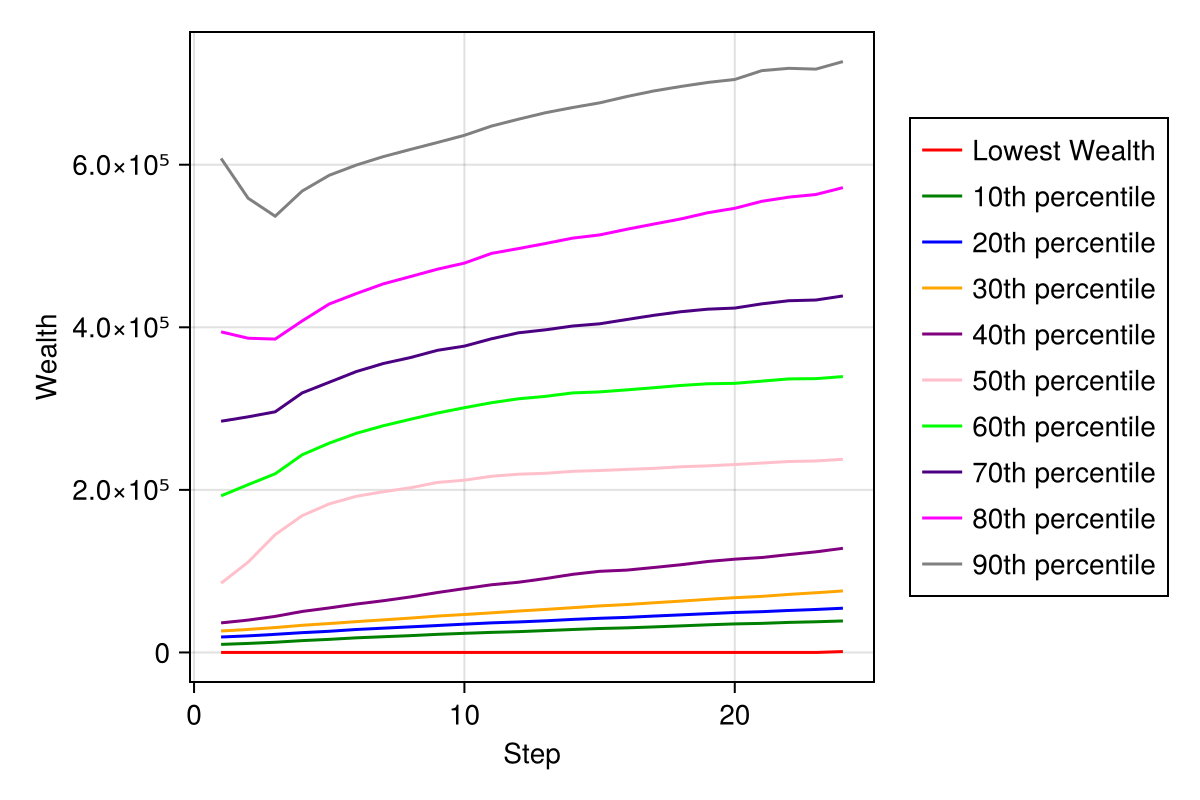 6.0×10⁵
4.0×10⁵
2.0×10⁵
0
0
10
20
Step
Wealth
Lowest Wealth
10th percentile
20th percentile
30th percentile
40th percentile
50th percentile
60th percentile
70th percentile
80th percentile
90th percentile